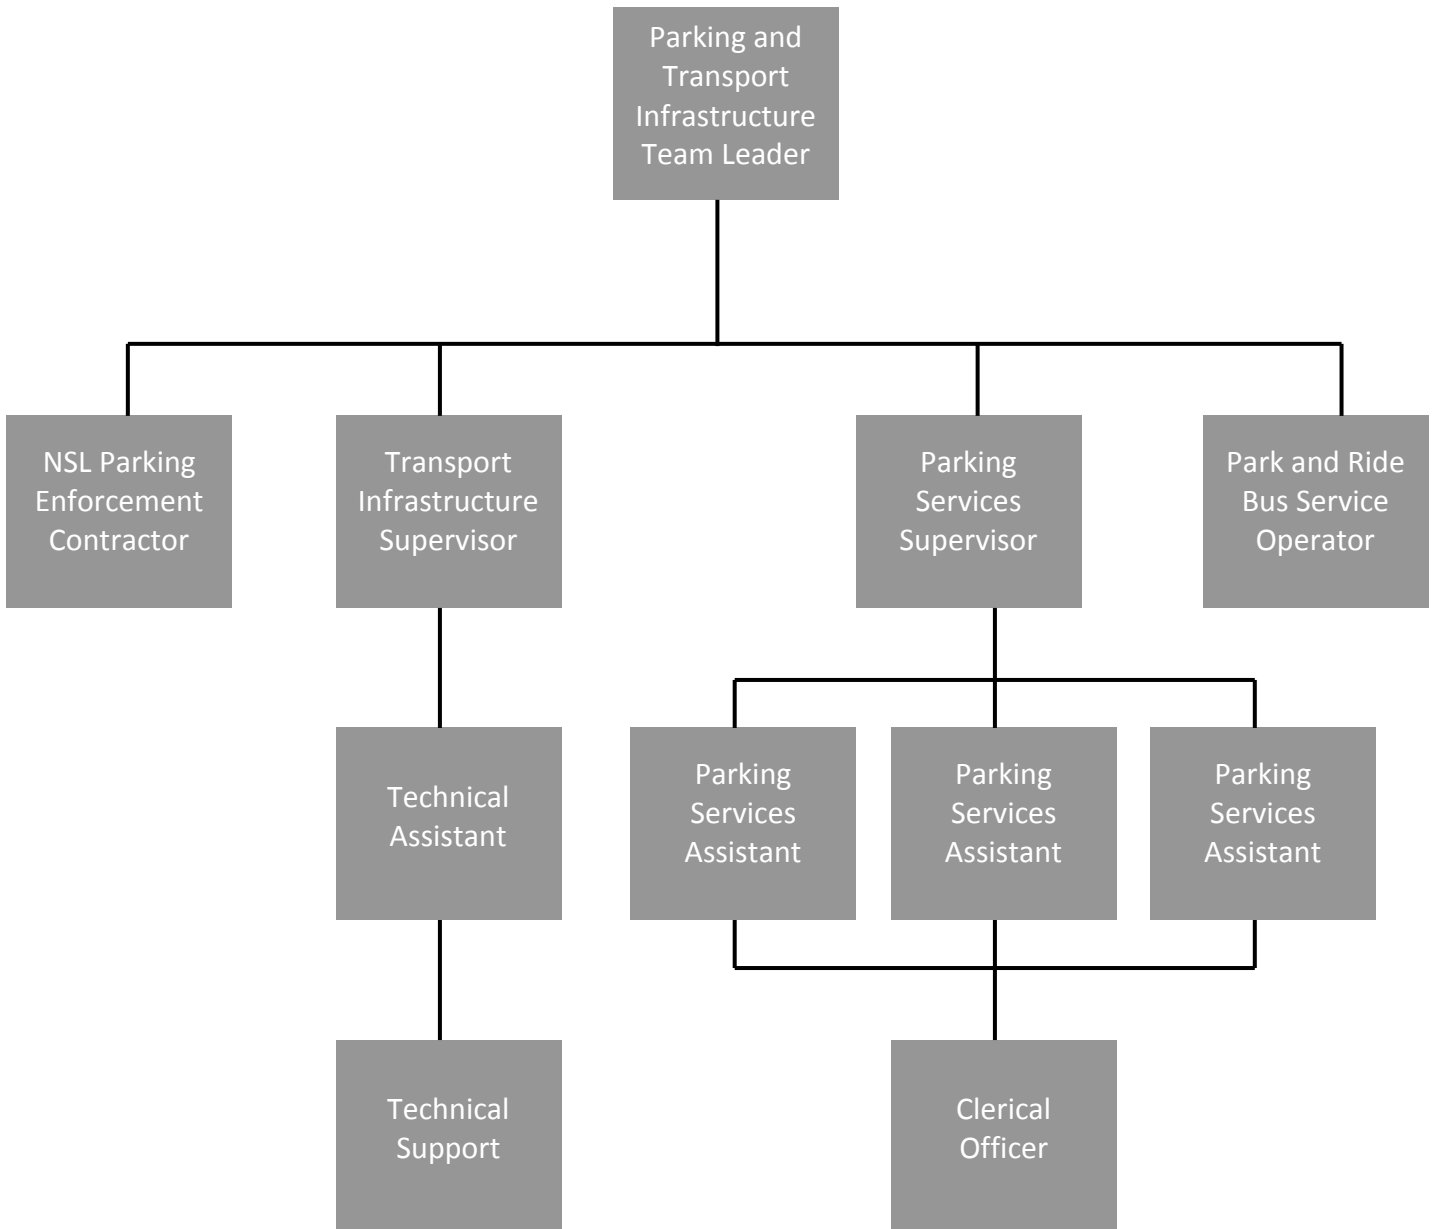 Parking and
Transport
Infrastructure
Team Leader
NSL Parking
Enforcement
Contractor
Transport
Infrastructure
Supervisor
Parking
Services
Supervisor
Park and Ride
Bus Service
Operator
Technical
Assistant
Parking
Services
Assistant
Parking
Services
Assistant
Parking
Services
Assistant
Technical
Support
Clerical
Officer